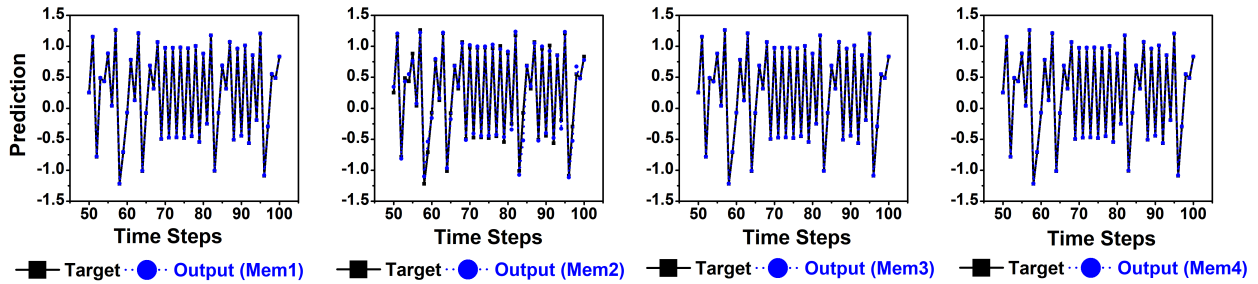 Prediction
1.5
1.0
0.5
0.0
-0.5
-1.0
-1.5
50 60 70 80 90 100
Time Steps
Target Output (Mem1)
1.5
1.0
0.5
0.0
-0.5
-1.0
-1.5
50 60 70 80 90 100
Time Steps
Target Output (Mem2)
1.5
1.0
0.5
0.0
-0.5
-1.0
-1.5
50 60 70 80 90 100
Time Steps
Target Output (Mem3)
1.5
1.0
0.5
0.0
-0.5
-1.0
-1.5
50 60 70 80 90 100
Time Steps
Target Output (Mem4)